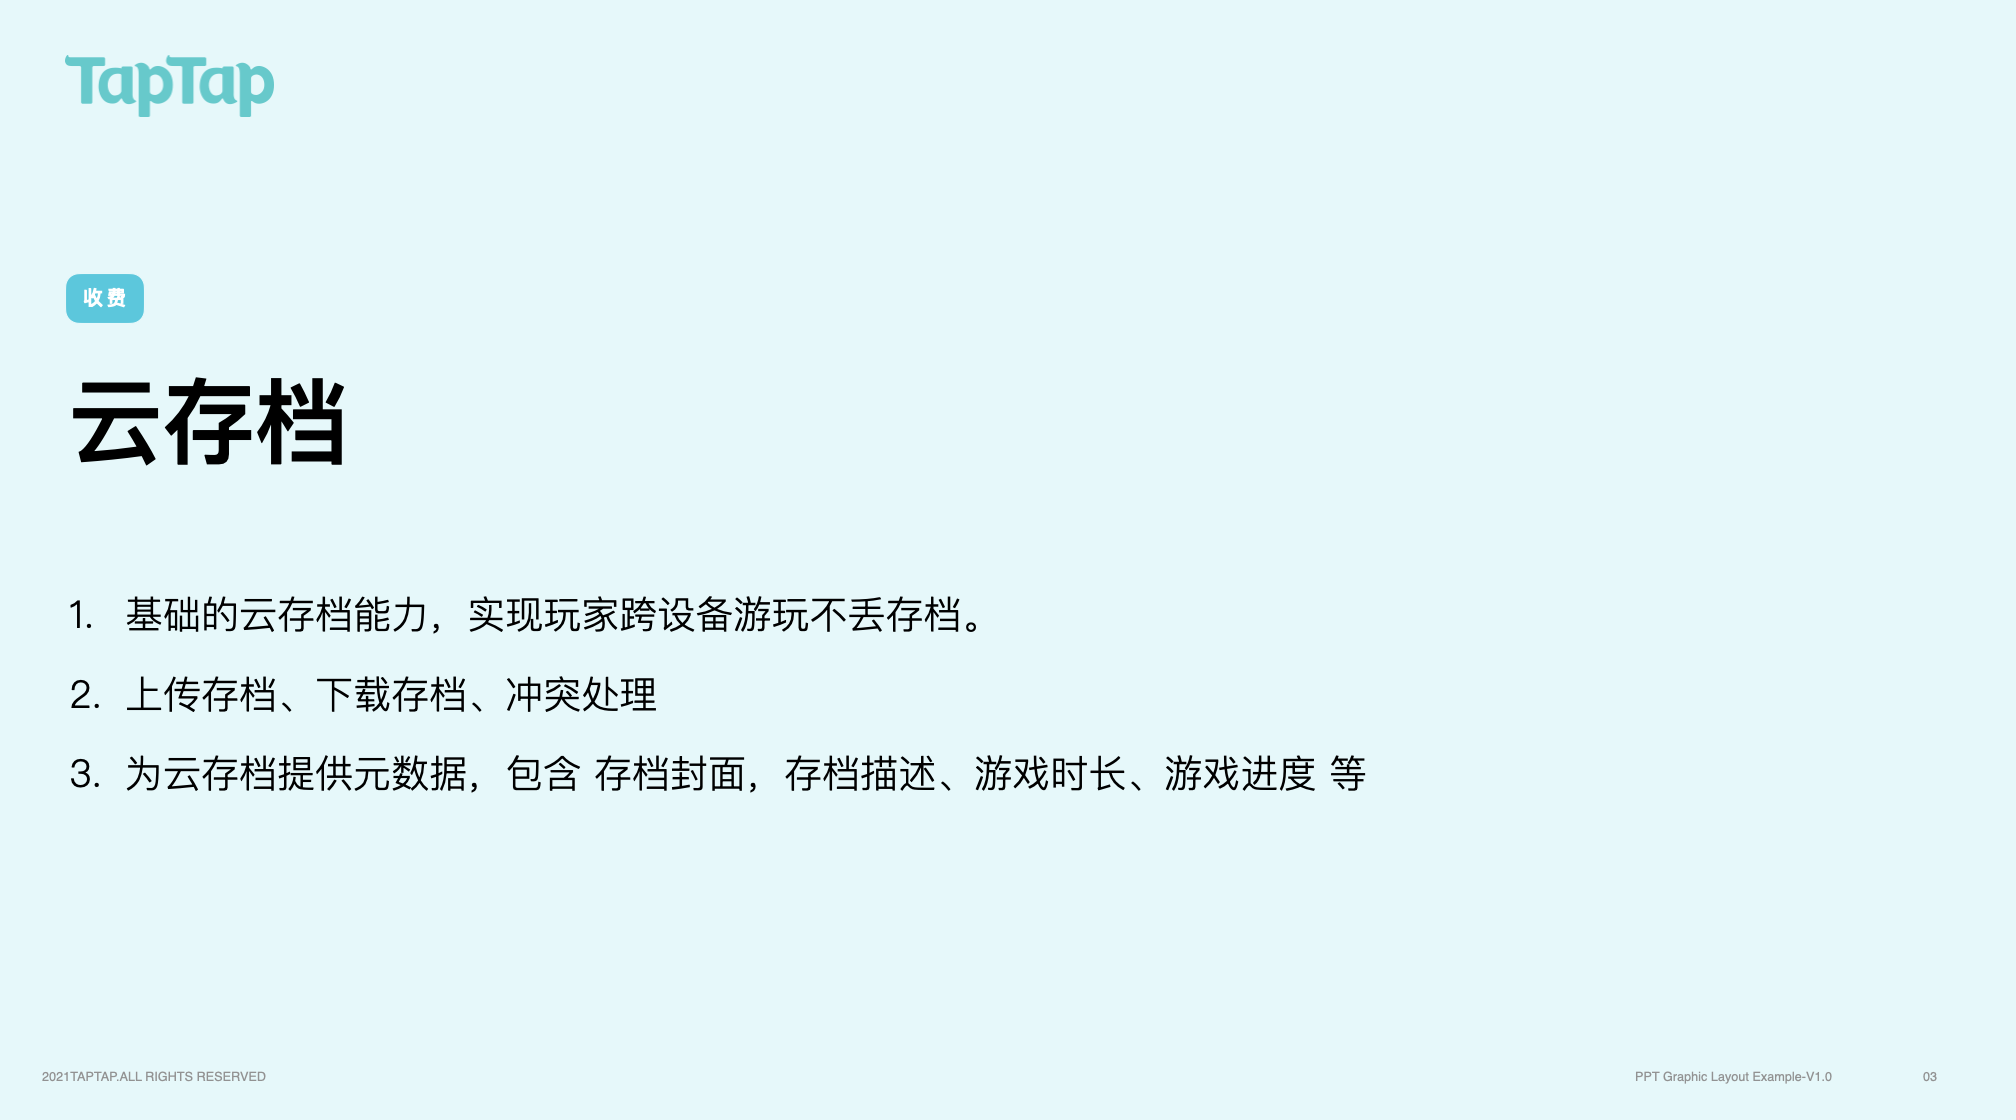 TapTap
收费
云存档
1. 基础的云存档能力，实现玩家跨设备游玩不丢存档。
2. 上传存档、下载存档、冲突处理
3. 为云存档提供元数据，包含 存档封面，存档描述、游戏时长、游戏进度 等
2021TAPTAP.ALL RIGHTS RESERVED
PPT Graphic Layout Example-V1.0
03